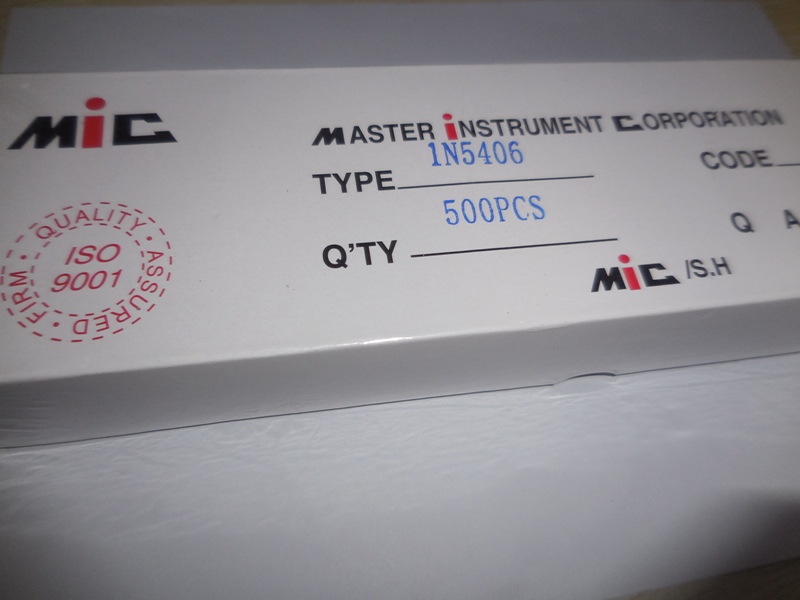 MiC
MASTER iNSTRUMENT CORPORATION
TYPE 1N5406
CODE
Q'TY 500PCS
Q A
MiC /S.H
QUALITY · ASSURED · FIRM ·
ISO
9001